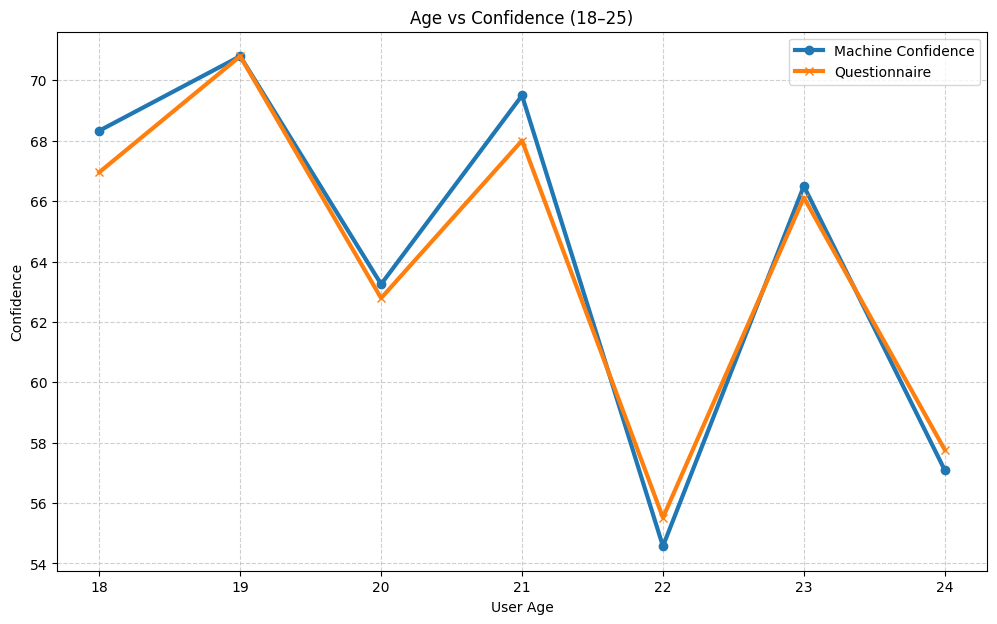 Age vs Confidence (18–25)
Machine Confidence
Questionnaire
Confidence
70
68
66
64
62
60
58
56
54
18 19 20 21 22 23 24
User Age